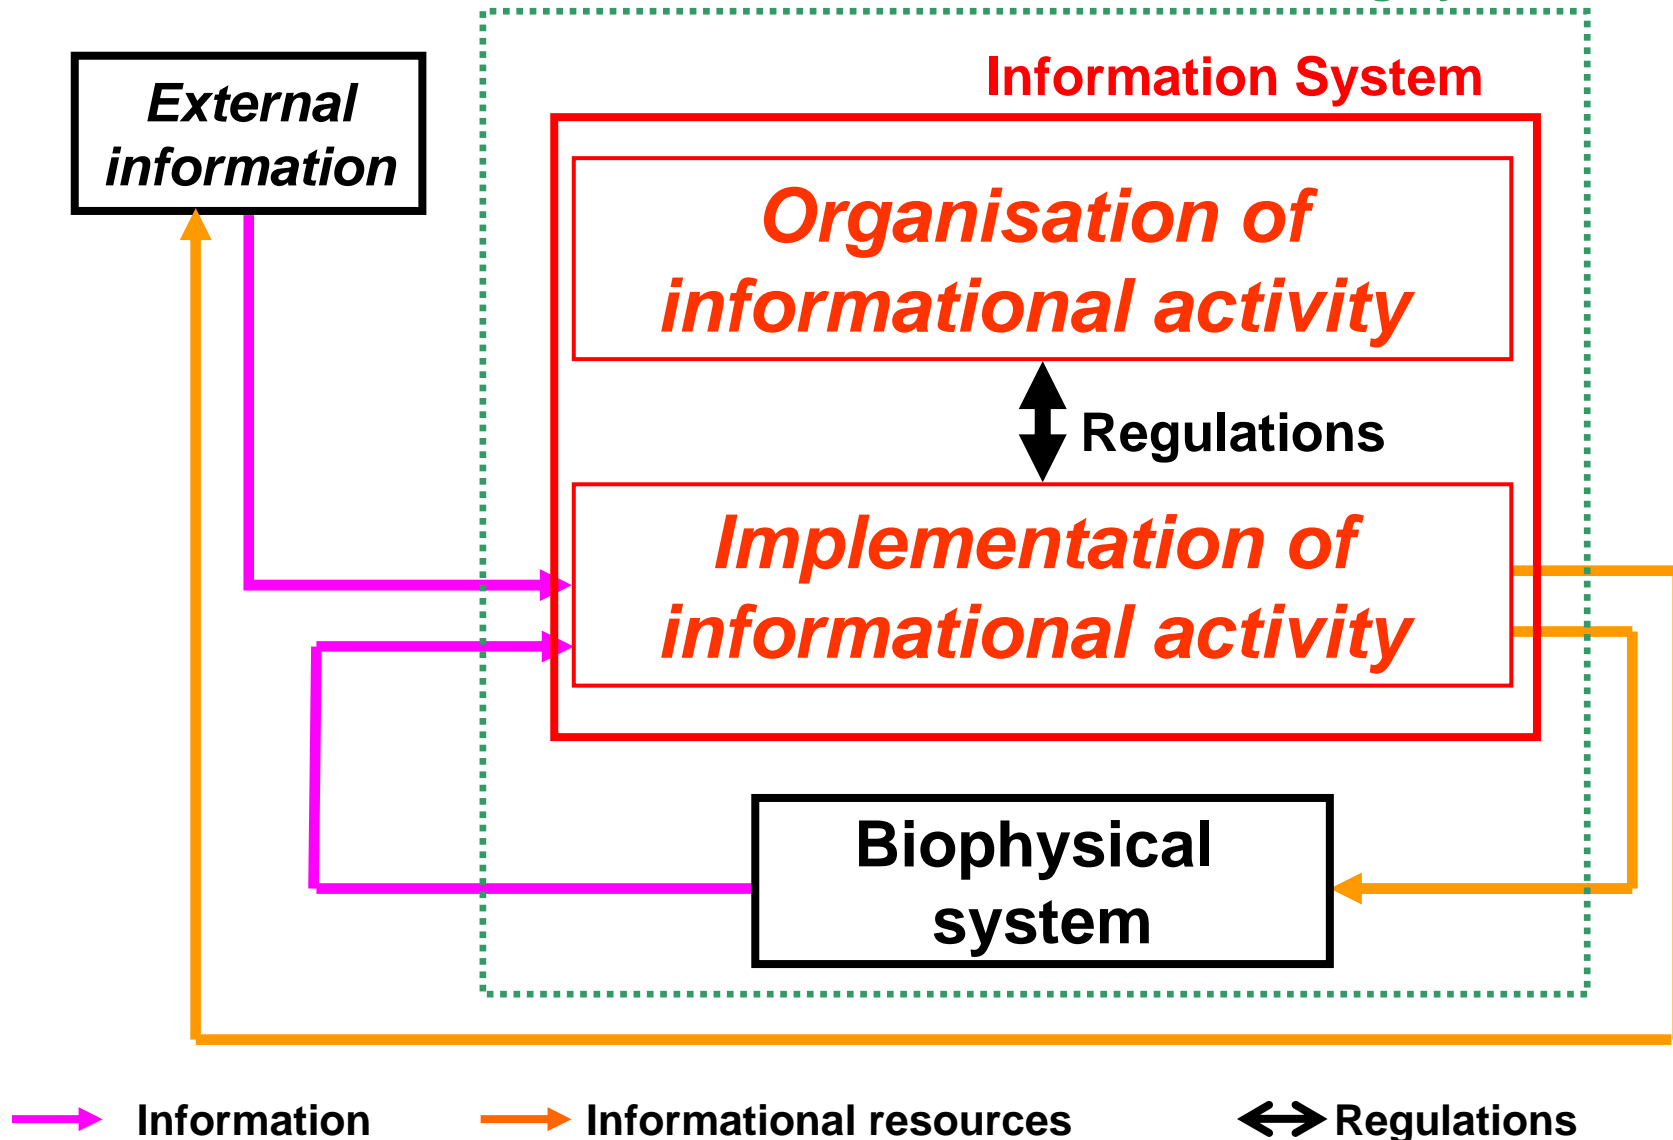 Information System
External
information
Organisation of
informational activity
Regulations
Implementation of
informational activity
Biophysical
system
Information
Informational resources
Regulations